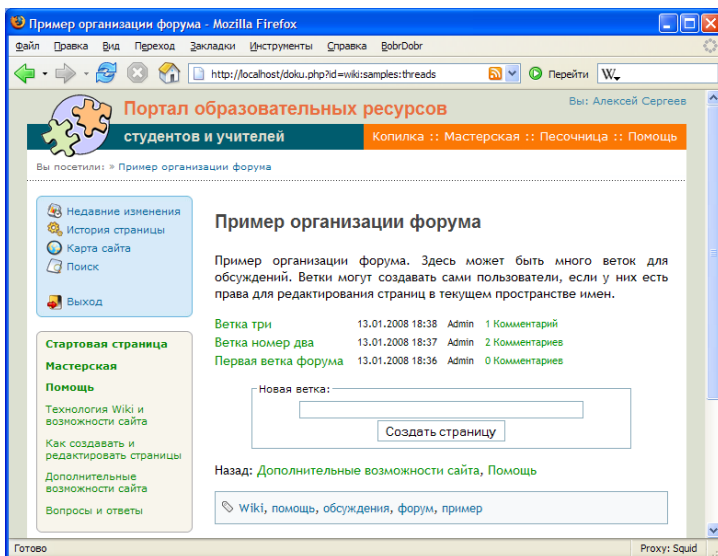 Пример организации форума - Mozilla Firefox
Файл Правка Вид Переход Закладки Инструменты Справка BobrDobr
http://localhost/doku.php?id=wiki:samples:threads Перейти W
Портал образовательных ресурсов
Вы: Алексей Сергеев
студентов и учителей
Копилка :: Мастерская :: Песочница :: Помощь
Вы посетили: » Пример организации форума
Недавние изменения
История страницы
Карта сайта
Поиск
Выход
Стартовая страница
Мастерская
Помощь
Технология Wiki и
возможности сайта
Как создавать и
редактировать страницы
Дополнительные
возможности сайта
Вопросы и ответы
Пример организации форума
Пример организации форума. Здесь может быть много веток для
обсуждений. Ветки могут создавать сами пользователи, если у них есть
права для редактирования страниц в текущем пространстве имен.
Ветка три 13.01.2008 18:38 Admin 1 Комментарий
Ветка номер два 13.01.2008 18:37 Admin 2 Комментариев
Первая ветка форума 13.01.2008 18:36 Admin 0 Комментариев
Новая ветка:
Создать страницу
Назад: Дополнительные возможности сайта, Помощь
Wiki, помощь, обсуждения, форум, пример
Готово
Proxy: Squid